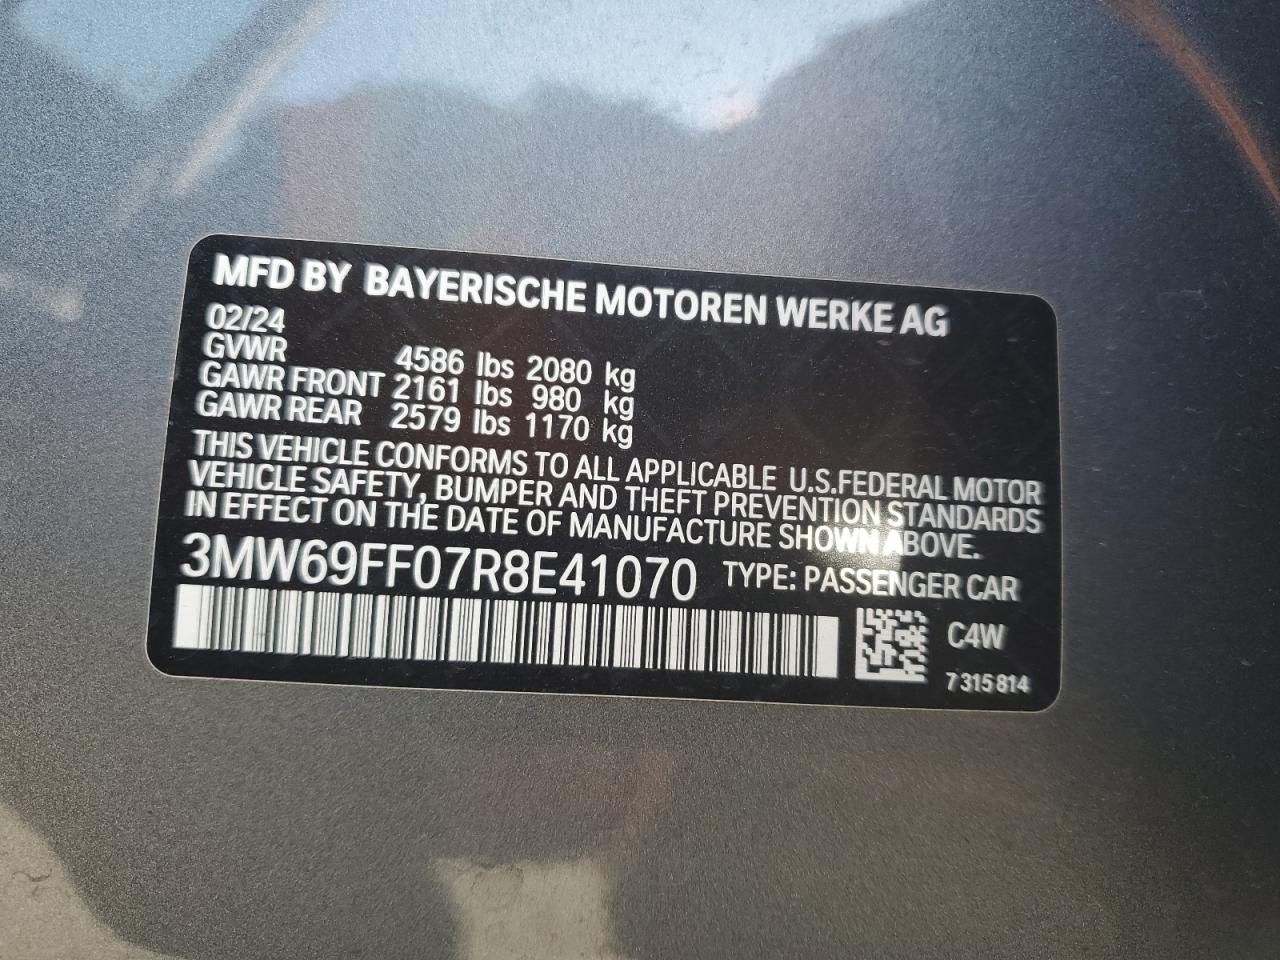 MFD BY BAYERISCHE MOTOREN WERKE AG
02/24
GVWR 4586 lbs 2080 kg
GAWR FRONT 2161 lbs 980 kg
GAWR REAR 2579 lbs 1170 kg
THIS VEHICLE CONFORMS TO ALL APPLICABLE U.S.FEDERAL MOTOR
VEHICLE SAFETY, BUMPER AND THEFT PREVENTION STANDARDS
IN EFFECT ON THE DATE OF MANUFACTURE SHOWN ABOVE.
3MW69FF07R8E41070 TYPE: PASSENGER CAR
C4W
7 315 814